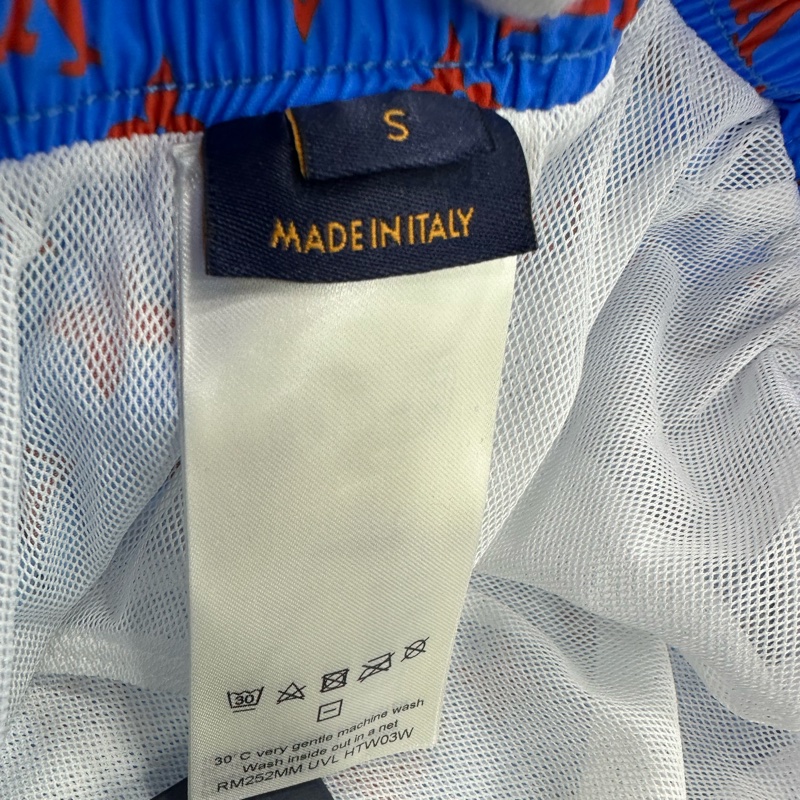 S
MADE IN ITALY
30
30°C very gentle machine wash
Wash inside out in a net
RM252MM UVL HTW03W